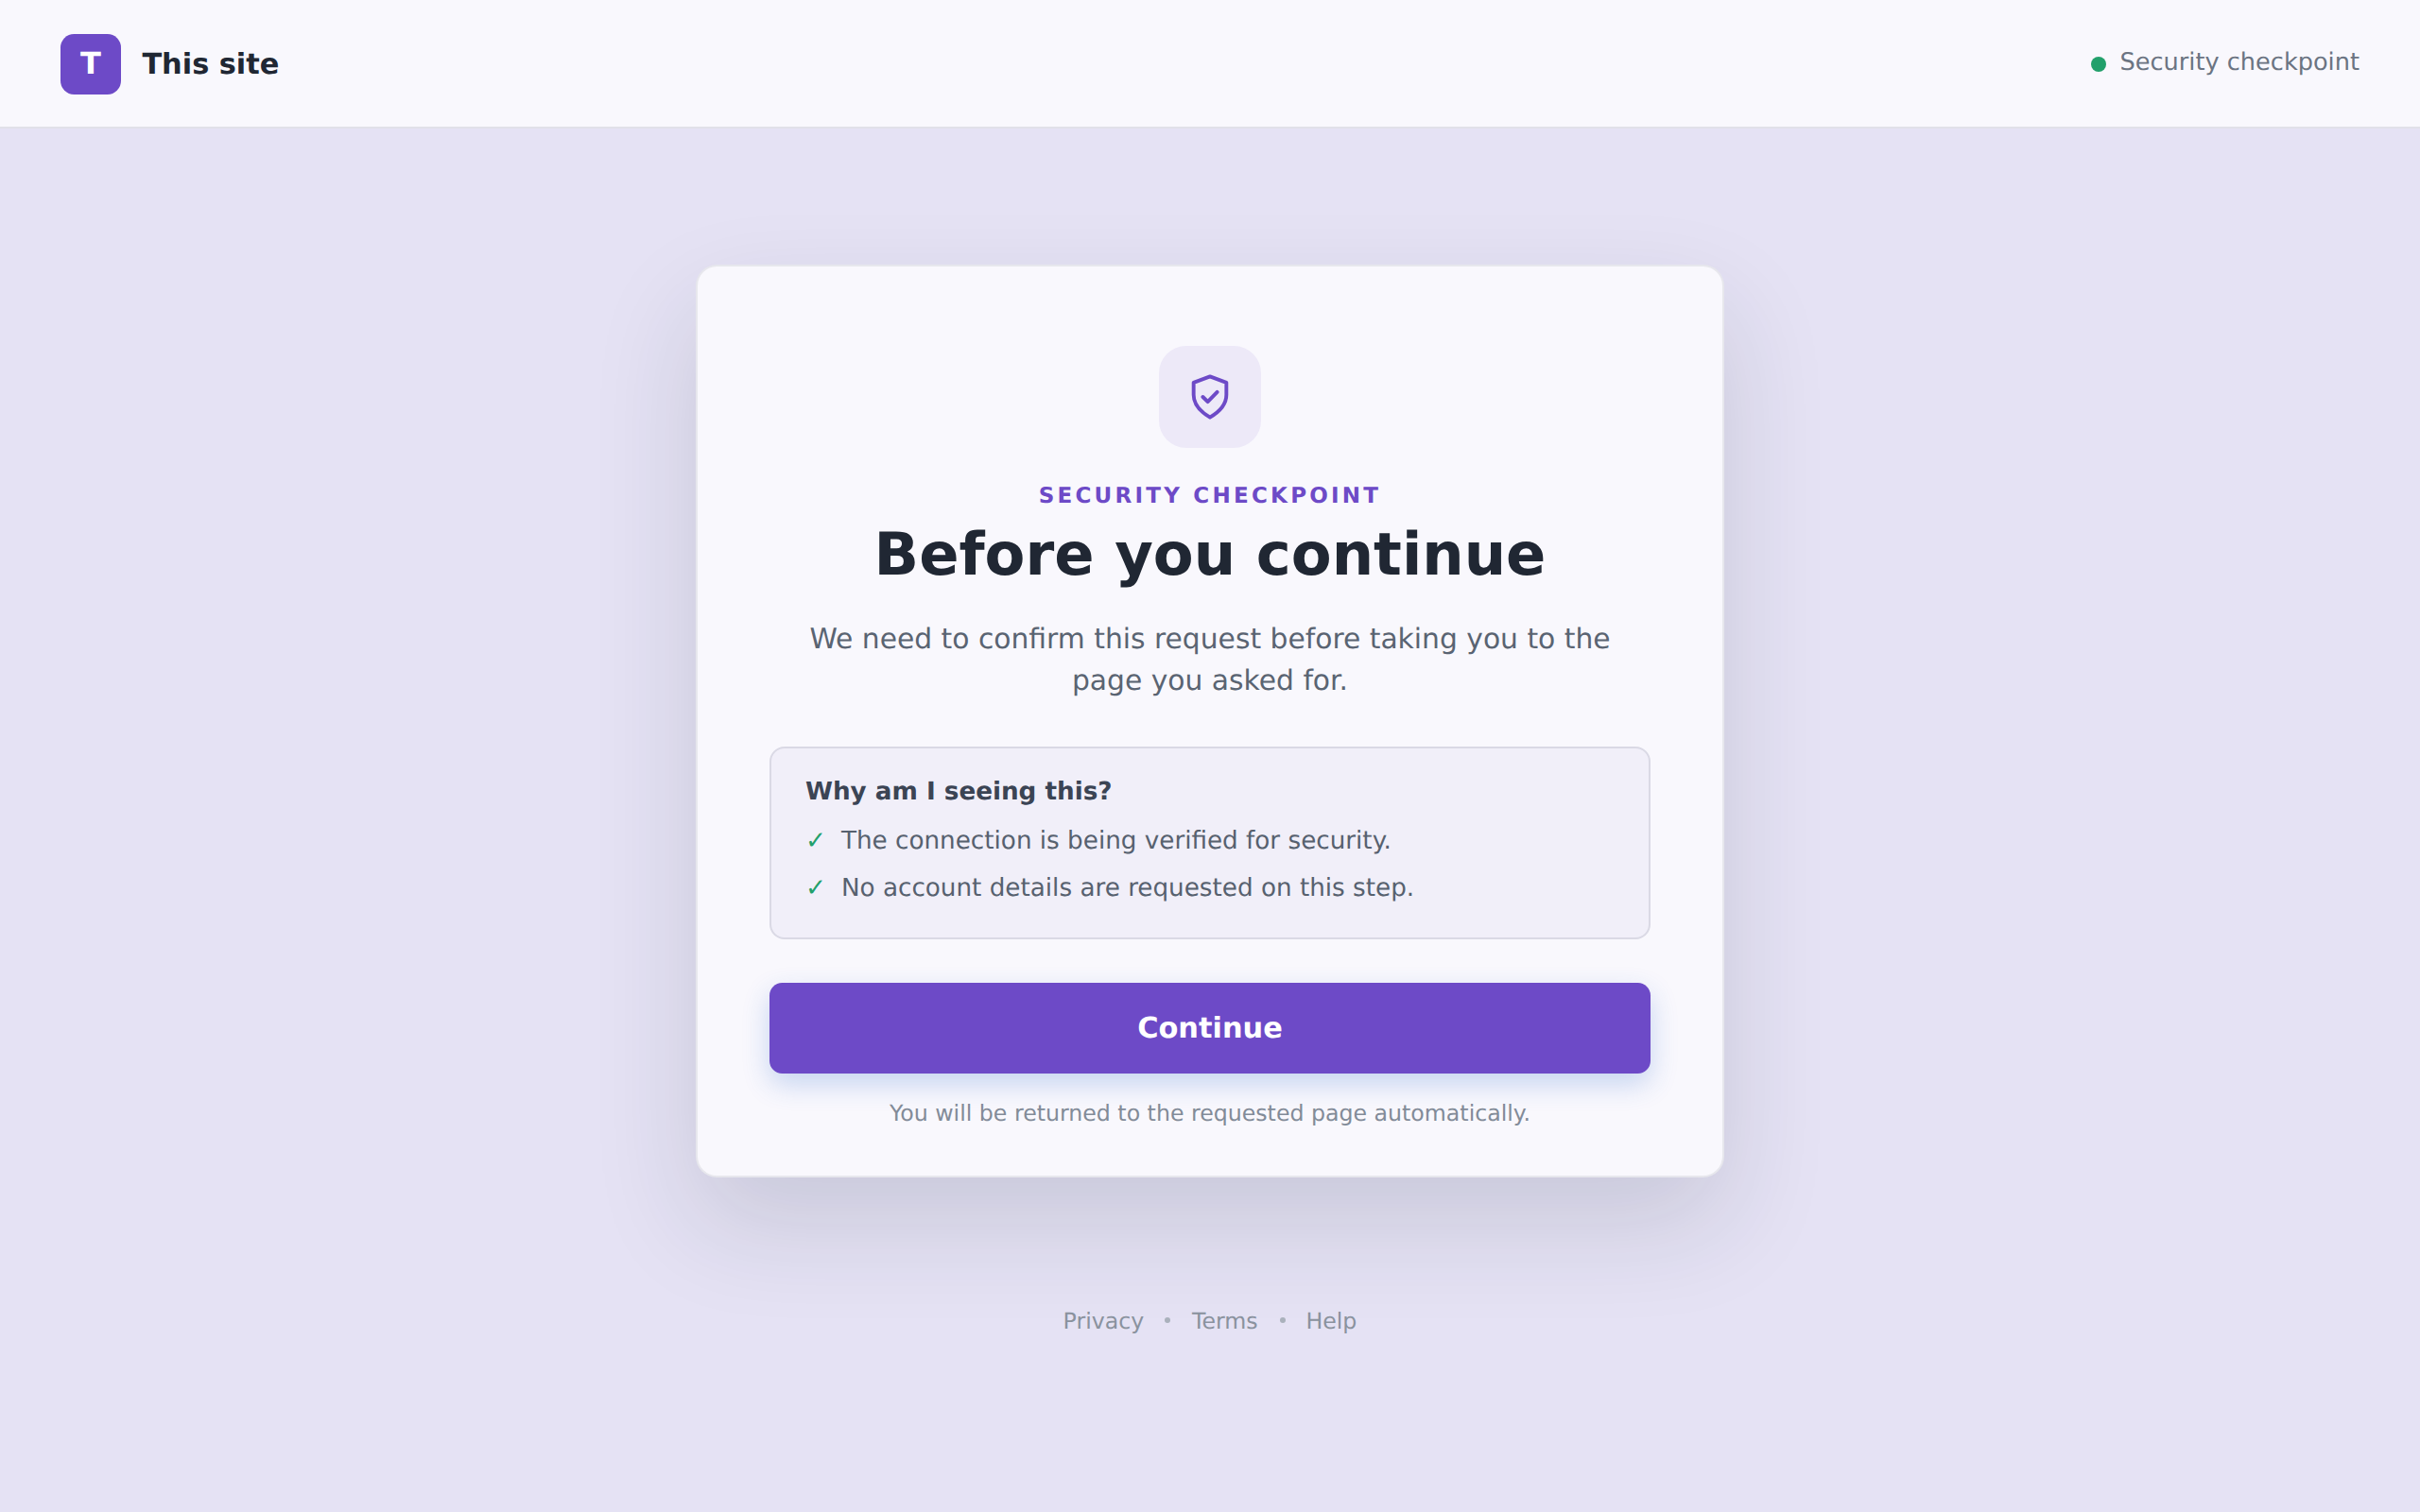 T
This site
Security checkpoint
SECURITY CHECKPOINT
Before you continue
We need to confirm this request before taking you to the
page you asked for.
Why am I seeing this?
✓ The connection is being verified for security.
✓ No account details are requested on this step.
Continue
You will be returned to the requested page automatically.
Privacy • Terms • Help